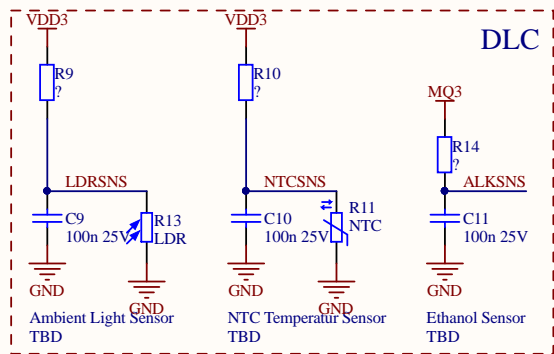 DLC
VDD3
R9
?
LDRSNS
C9
100n 25V
R13
LDR
GND
GND
Ambient Light Sensor
TBD
VDD3
R10
?
NTCSNS
C10
100n 25V
R11
NTC
GND
GND
NTC Temperatur Sensor
TBD
MQ3
R14
?
ALKSNS
C11
100n 25V
GND
Ethanol Sensor
TBD